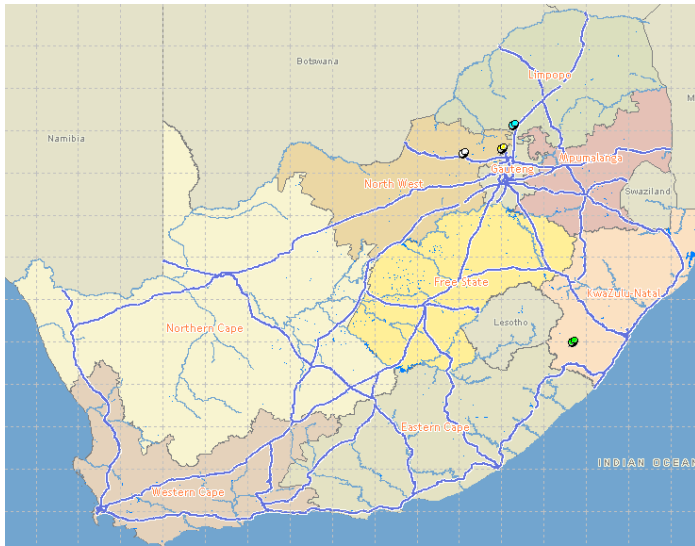 Botswana
Limpopo
M
Namibia
Mpumalanga
Gauteng
North West
Swaziland
Free State
KwaZulu Natal
Northern Cape
Lesotho
Eastern Cape
INDIAN OCEAN
Western Cape